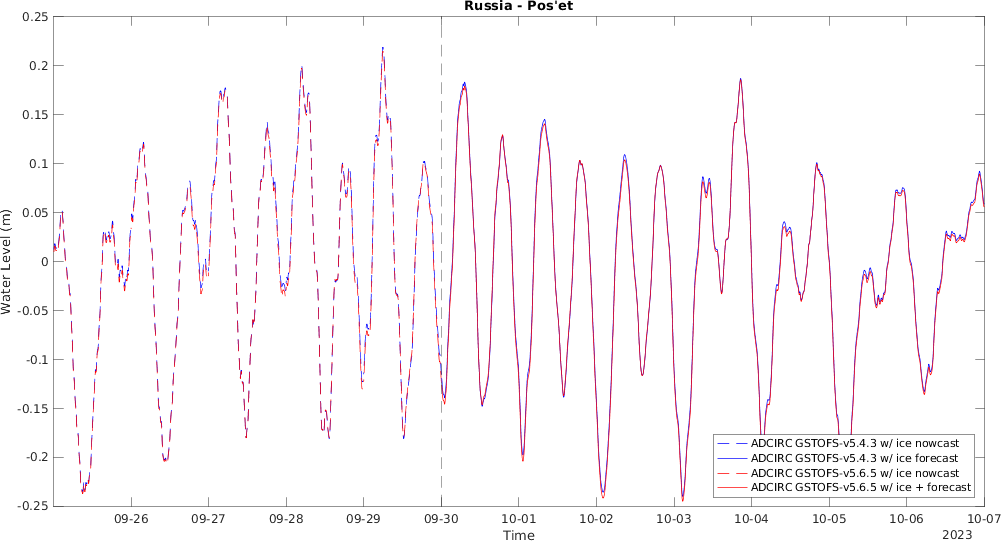 Russia - Pos'et
Water Level (m)
0.25
0.2
0.15
0.1
0.05
0
-0.05
-0.1
-0.15
-0.2
-0.25
ADCIRC GSTOFS-v5.4.3 w/ ice nowcast
ADCIRC GSTOFS-v5.4.3 w/ ice forecast
ADCIRC GSTOFS-v5.6.5 w/ ice nowcast
ADCIRC GSTOFS-v5.6.5 w/ ice + forecast
09-26 09-27 09-28 09-29 09-30 10-01 10-02 10-03 10-04 10-05 10-06 10-07
Time
2023